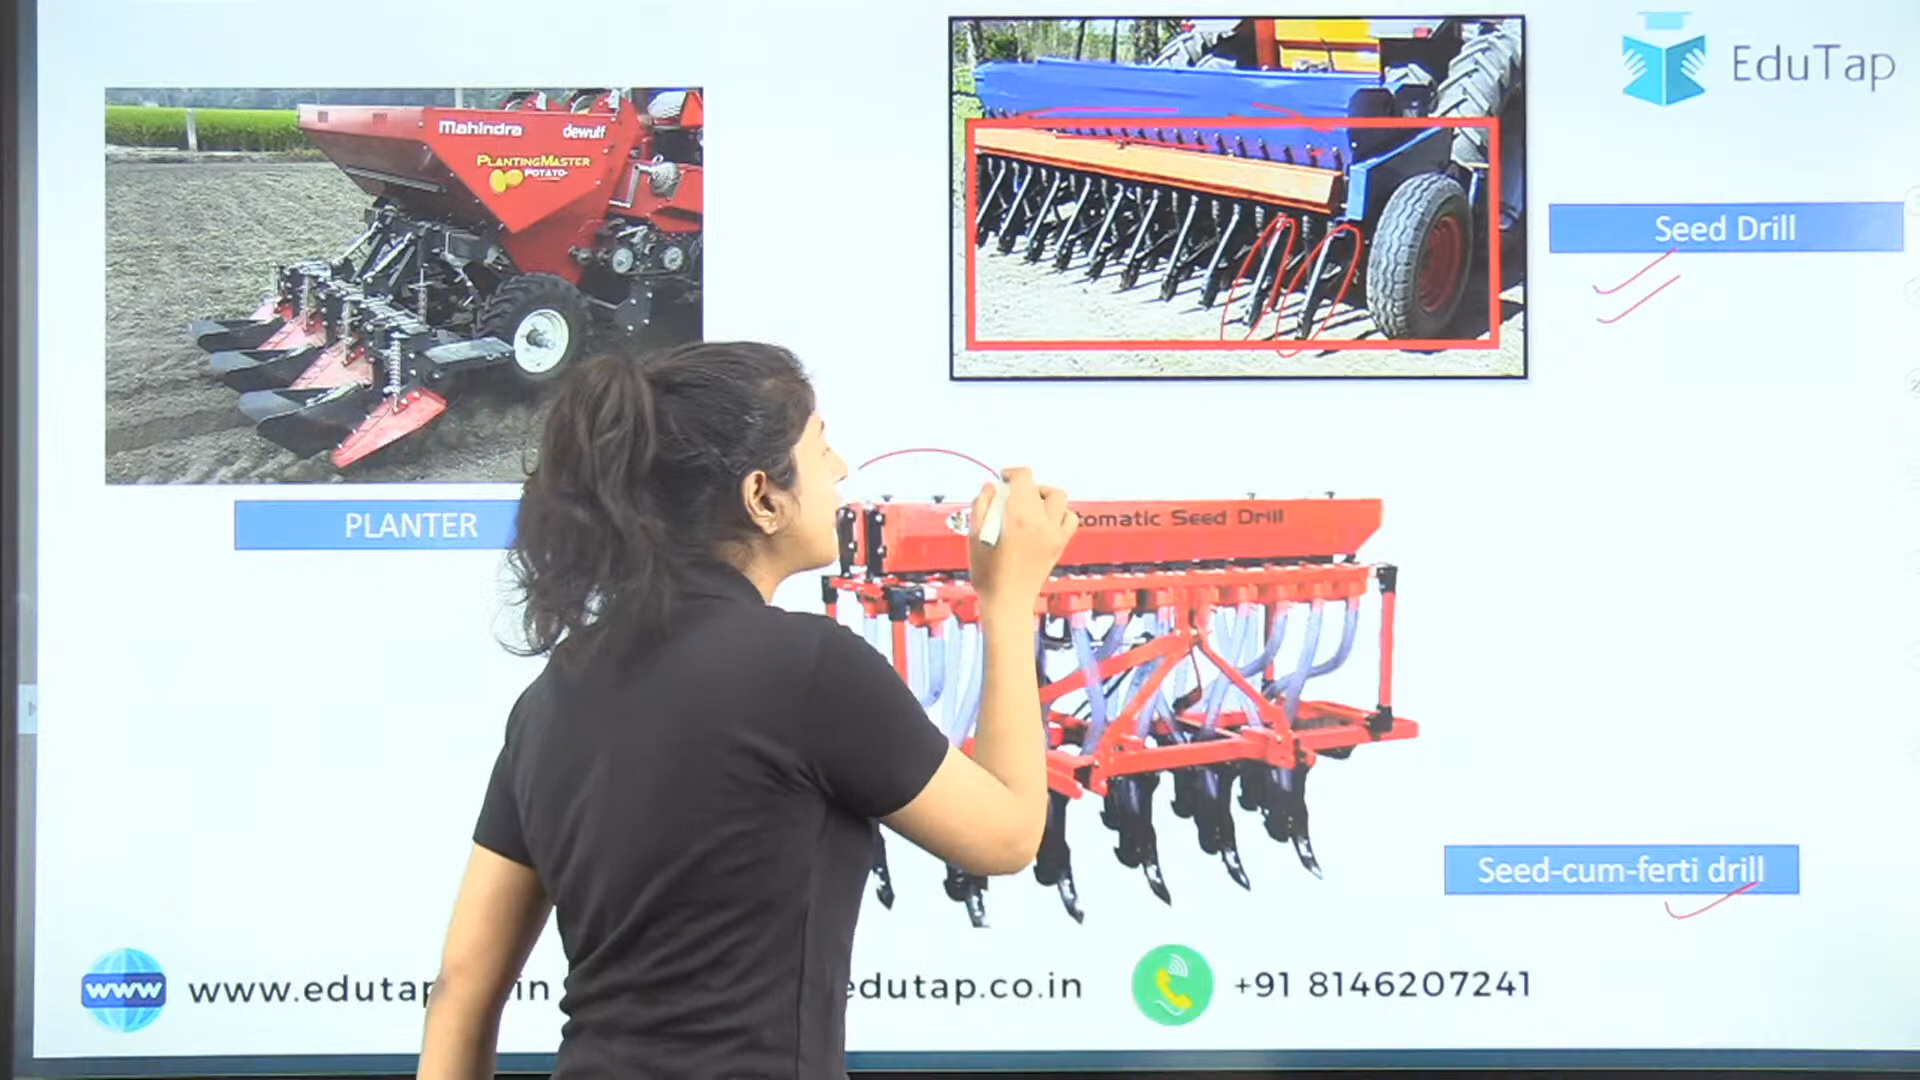 EduTap
Mahindra
dewulf
PLANTINGMASTER
POTATO
Seed Drill
PLANTER
tomatic Seed Drill
Seed-cum-ferti drill
www
www.edutap
in
edutap.co.in
+91 8146207241